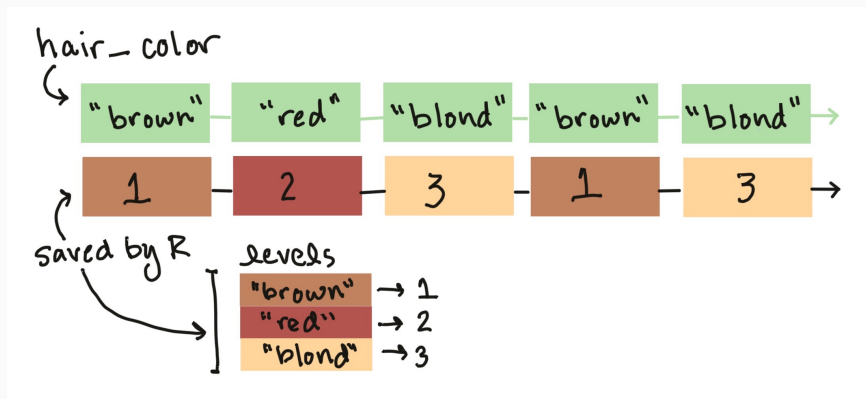 hair_color
"brown" "red" "blond" "brown" "blond"
1 2 3 1 3
saved by R
levels
"brown" → 1
"red" → 2
"blond" → 3